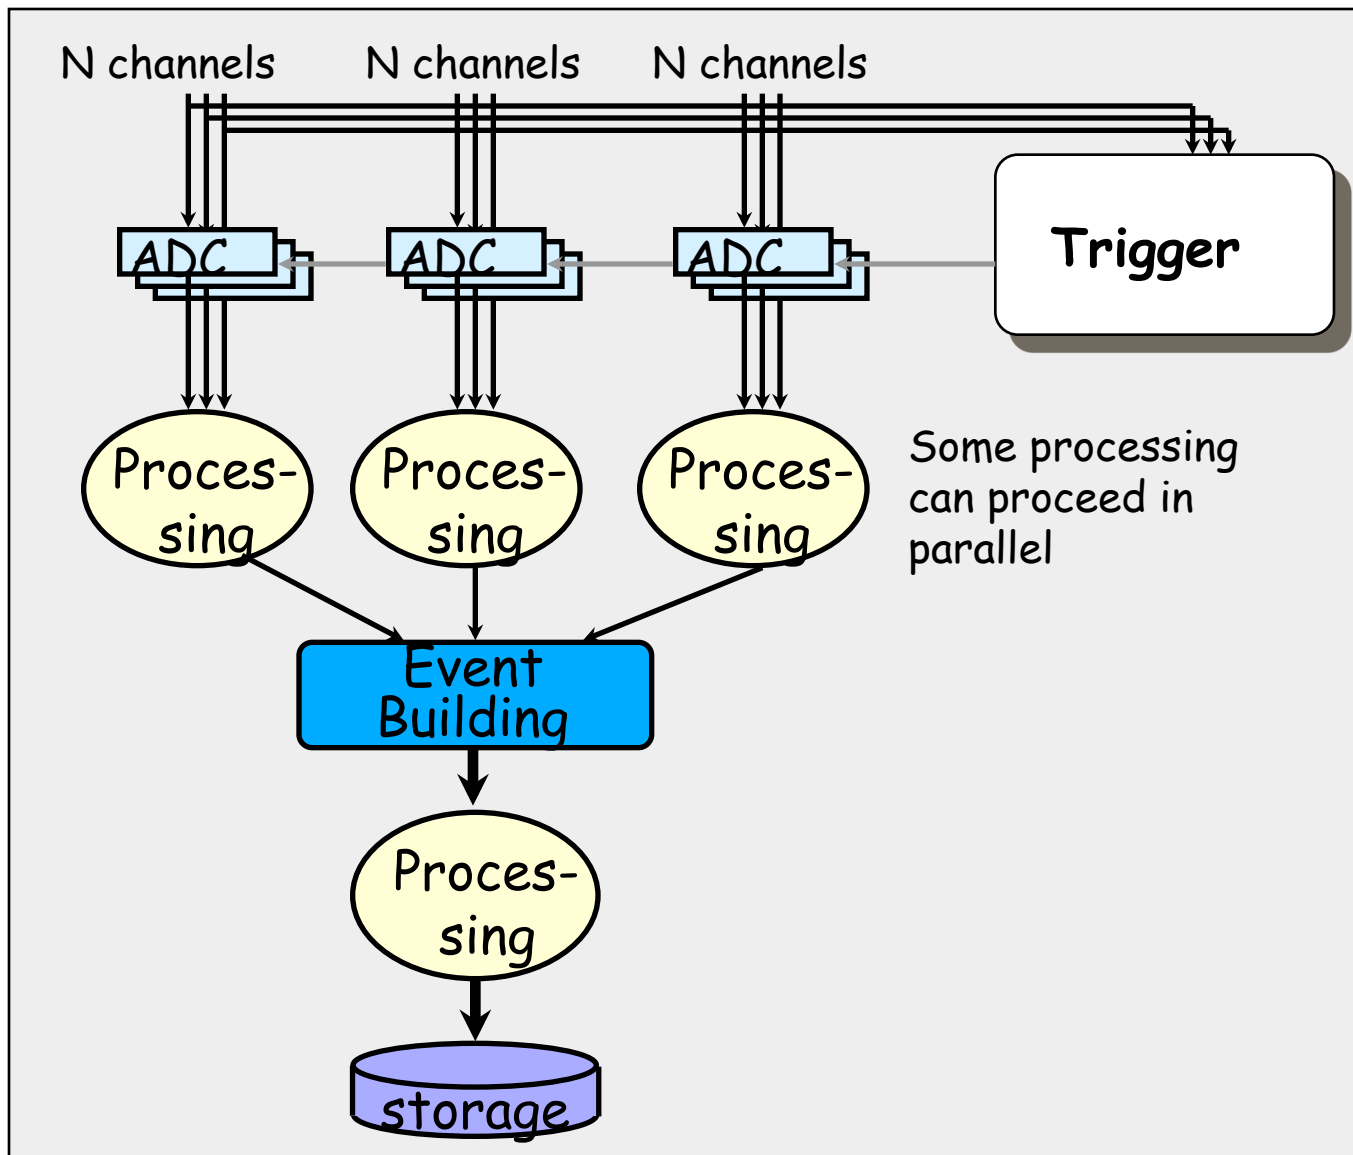 N channels
N channels
N channels
ADC
ADC
ADC
Trigger
Proces-
sing
Proces-
sing
Proces-
sing
Some processing
can proceed in
parallel
Event
Building
Proces-
sing
storage